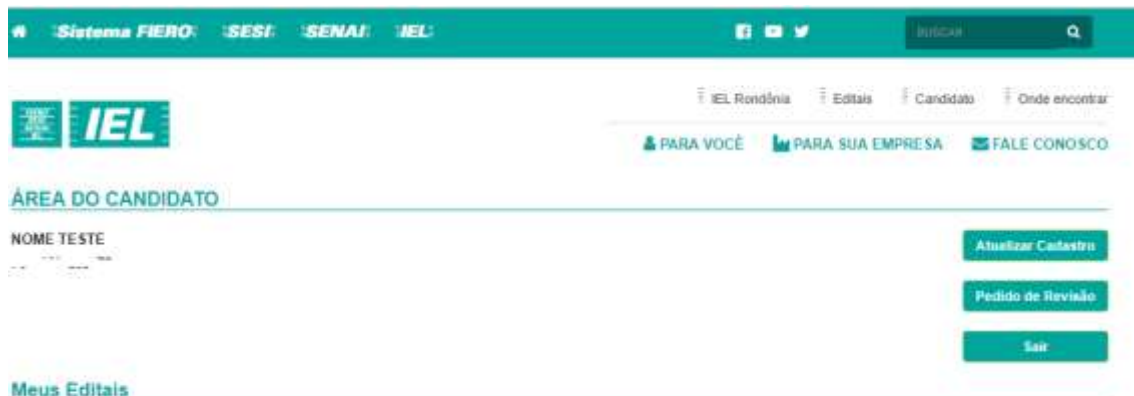 Sistema FIERO SESI SENAI IEL BUSCAR
IEL Rondônia Editais Candidato Onde encontrar
IEL
PARA VOCÊ PARA SUA EMPRESA FALE CONOSCO
ÁREA DO CANDIDATO
NOME TESTE
Atualizar Cadastro
Pedido de Revisão
Sair
Meus Editais